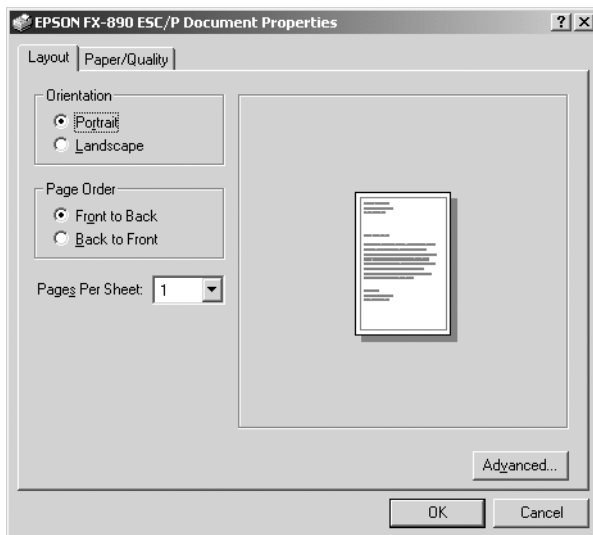 EPSON FX-890 ESC/P Document Properties
Layout
Paper/Quality
Orientation
Portrait
Landscape
Page Order
Front to Back
Back to Front
Pages Per Sheet: 1
Advanced...
OK
Cancel